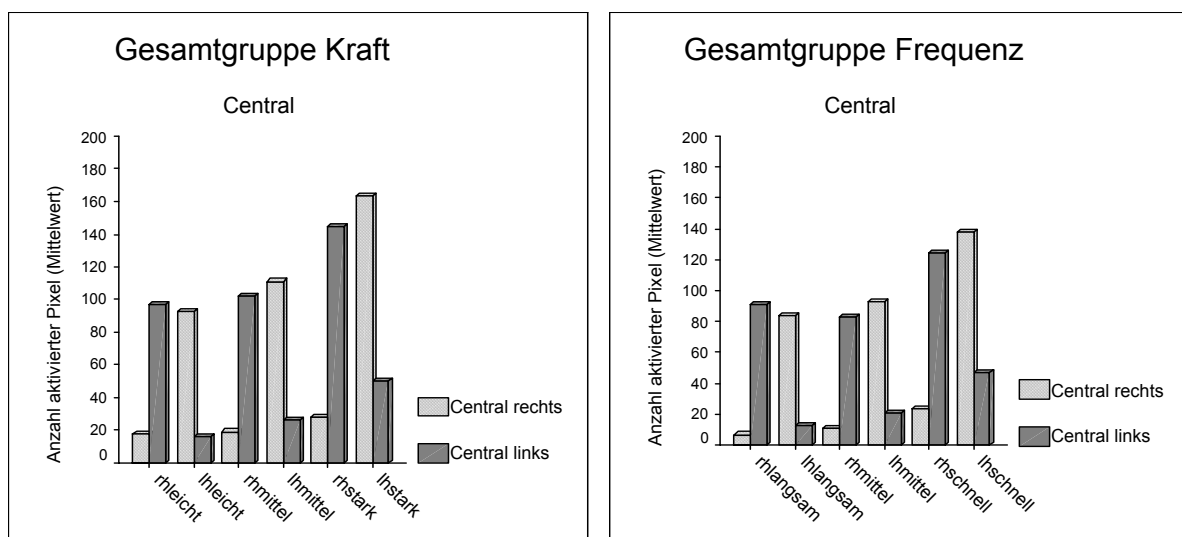 Gesamtgruppe Kraft
Central
Anzahl aktivierter Pixel (Mittelwert)
200
180
160
140
120
100
80
60
40
20
0
rhleicht
lhleicht
rhmittel
lhmittel
rhstark
lhstark
Central rechts
Central links
Gesamtgruppe Frequenz
Central
Anzahl aktivierter Pixel (Mittelwert)
200
180
160
140
120
100
80
60
40
20
0
rhlangsam
lhlangsam
rhmittel
lhmittel
rhschnell
lhschnell
Central rechts
Central links